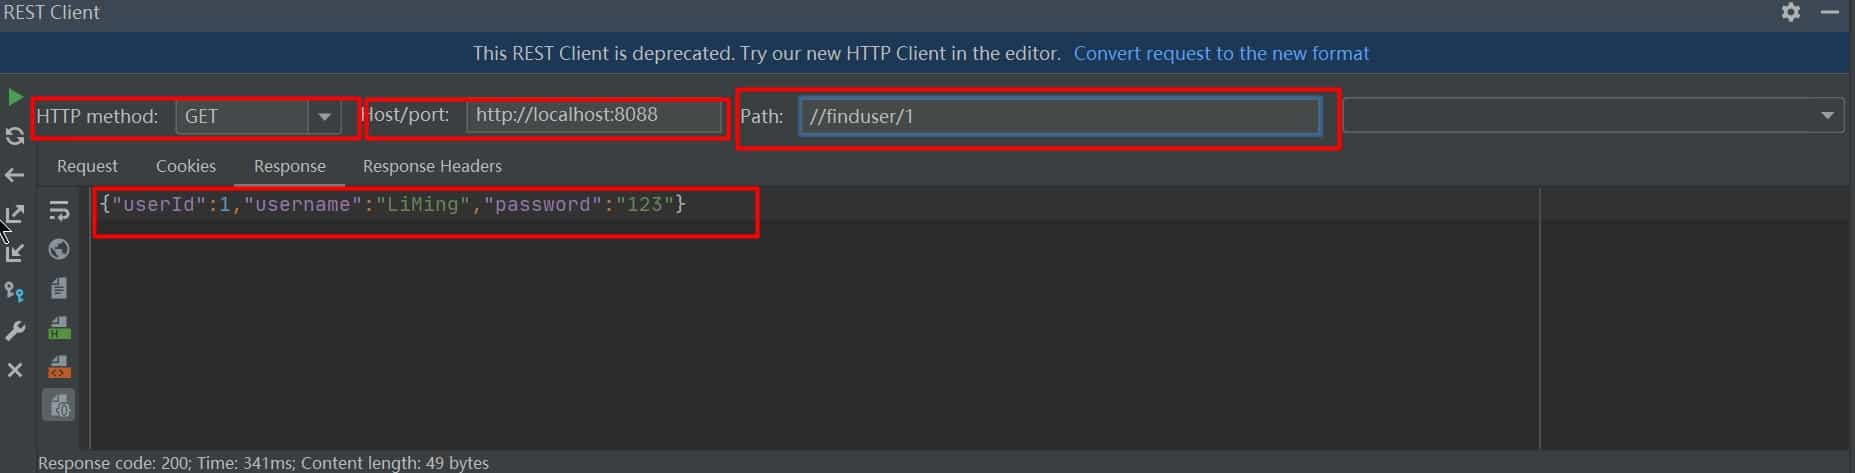 REST Client
This REST Client is deprecated. Try our new HTTP Client in the editor. Convert request to the new format
HTTP method: GET Host/port: http://localhost:8088 Path: //finduser/1
Request Cookies Response Response Headers
{"userId":1,"username":"LiMing","password":"123"}
Response code: 200; Time: 341ms; Content length: 49 bytes